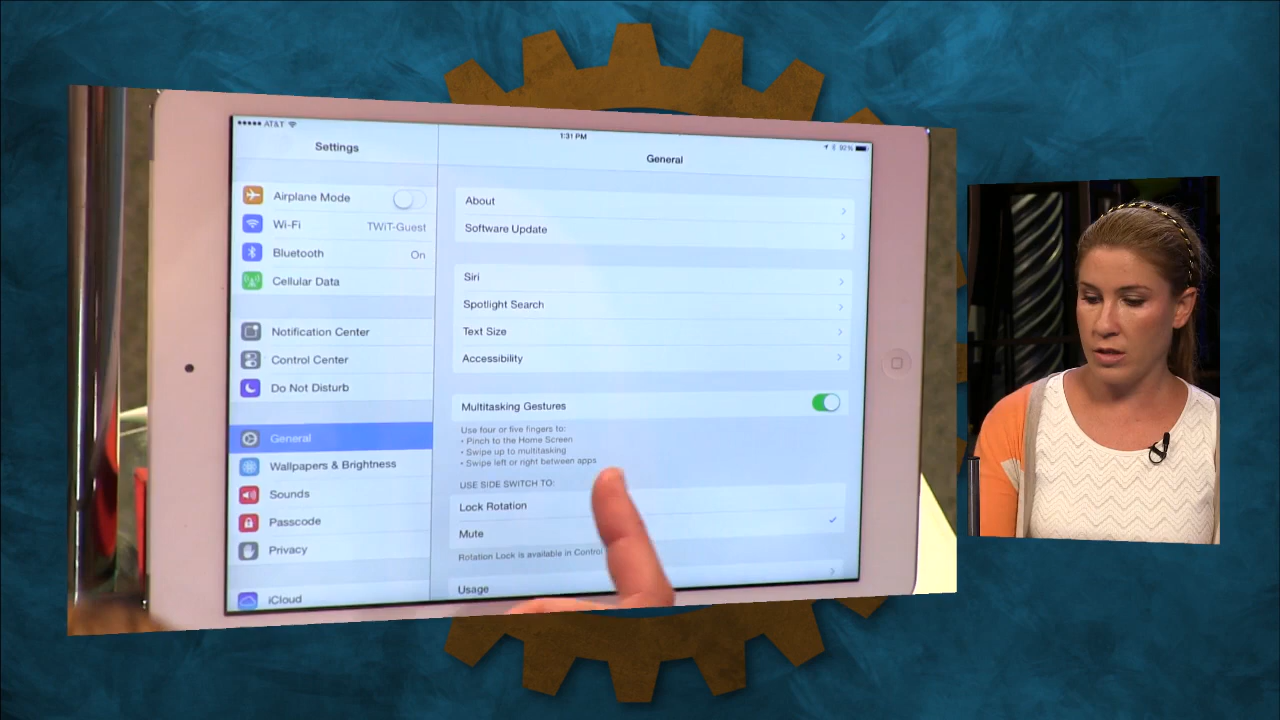 AT&T
1:31 PM
92%
Settings
General
Airplane Mode
Wi-Fi
TWiT-Guest
Bluetooth
On
Cellular Data
Notification Center
Control Center
Do Not Disturb
General
Wallpapers & Brightness
Sounds
Passcode
Privacy
iCloud
About
Software Update
Siri
Spotlight Search
Text Size
Accessibility
Multitasking Gestures
Use four or five fingers to:
• Pinch to the Home Screen
• Swipe up to multitasking
• Swipe left or right between apps
USE SIDE SWITCH TO:
Lock Rotation
Mute
Rotation Lock is available in Control
Usage